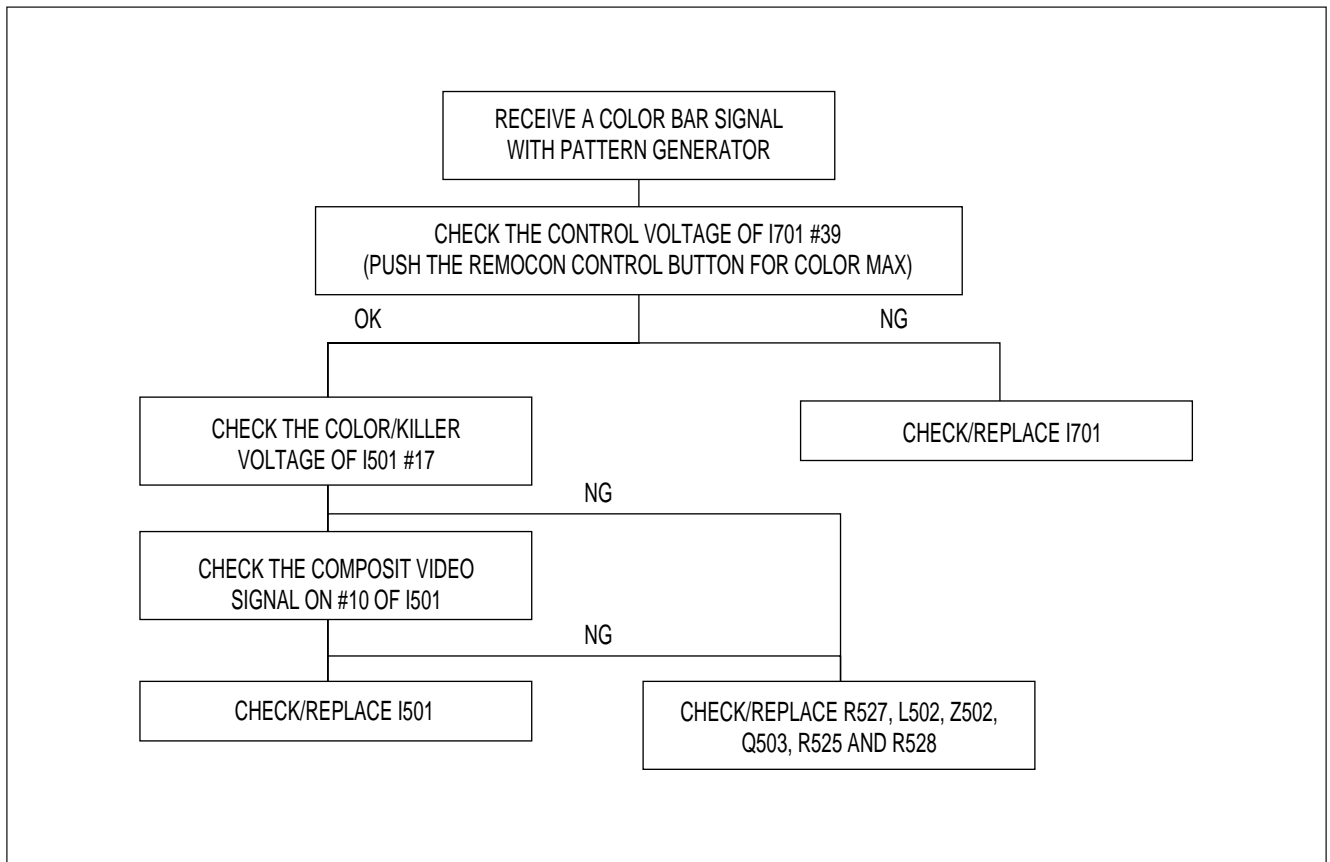 RECEIVE A COLOR BAR SIGNAL
WITH PATTERN GENERATOR
CHECK THE CONTROL VOLTAGE OF I701 #39
(PUSH THE REMOCON CONTROL BUTTON FOR COLOR MAX)
OK
NG
CHECK THE COLOR/KILLER
VOLTAGE OF I501 #17
CHECK/REPLACE I701
NG
CHECK THE COMPOSIT VIDEO
SIGNAL ON #10 OF I501
NG
CHECK/REPLACE I501
CHECK/REPLACE R527, L502, Z502,
Q503, R525 AND R528